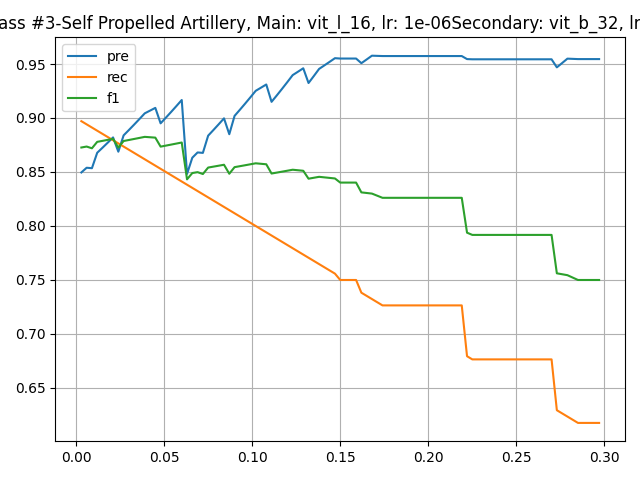 ass #3-Self Propelled Artillery, Main: vit_l_16, lr: 1e-06Secondary: vit_b_32, lr
pre
rec
f1
0.95
0.90
0.85
0.80
0.75
0.70
0.65
0.00 0.05 0.10 0.15 0.20 0.25 0.30